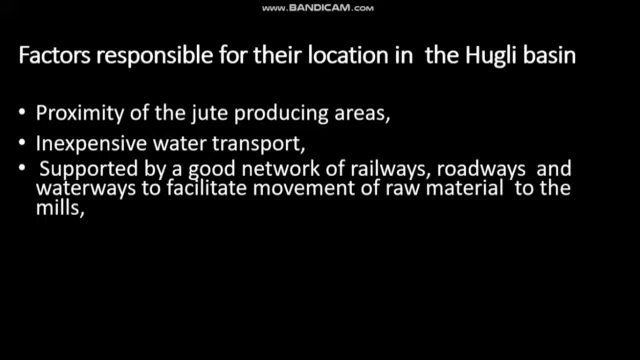 www.BANDICAM.com
Factors responsible for their location in the Hugli basin
• Proximity of the jute producing areas,
• Inexpensive water transport,
• Supported by a good network of railways, roadways and
waterways to facilitate movement of raw material to the
mills,